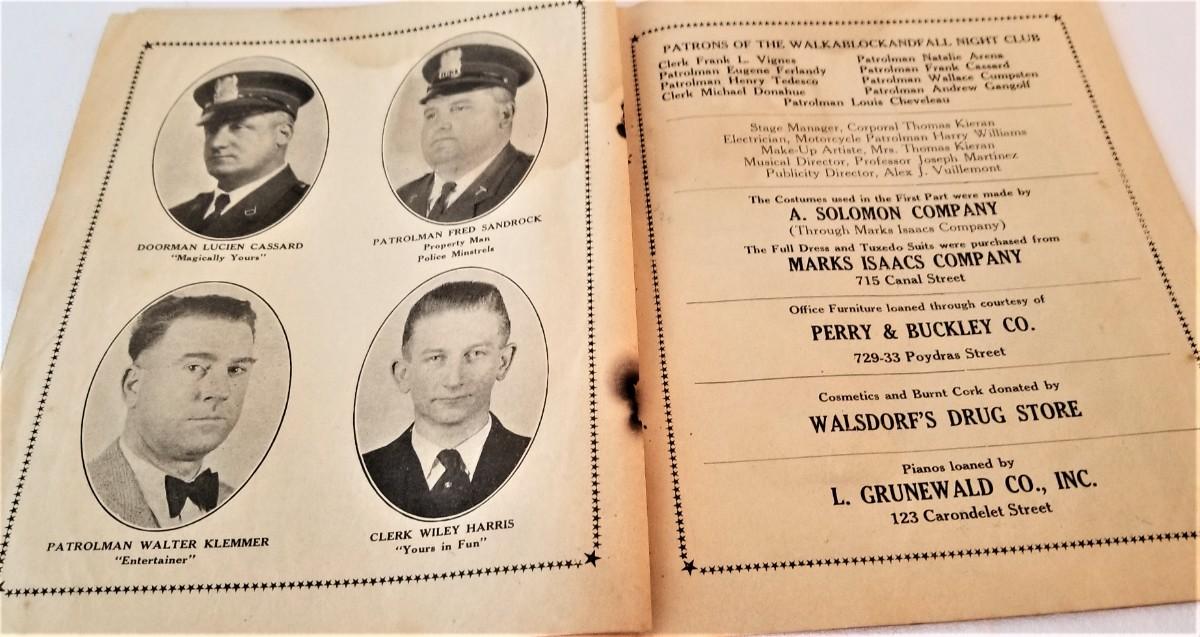 DOORMAN LUCIEN CASSARD
"Magically Yours"
PATROLMAN FRED SANDROCK
Property Man
Police Minstrels
PATROLMAN WALTER KLEMMER
"Entertainer"
CLERK WILEY HARRIS
"Yours in Fun"
PATRONS OF THE WALKABLOCKANDFALL NIGHT CLUB
Clerk Frank L. Vignes
Patrolman Eugene Ferlandy
Patrolman Henry Tedesco
Clerk Michael Donahue
Patrolman Natalie Arena
Patrolman Frank Cassard
Patrolman Wallace Cumpsten
Patrolman Andrew Gangolf
Patrolman Louis Cheveleau
Stage Manager, Corporal Thomas Kieran
Electrician, Motorcycle Patrolman Harry Williams
Make-Up Artiste, Mrs. Thomas Kieran
Musical Director, Professor Joseph Martinez
Publicity Director, Alex J. Vuillemont
The Costumes used in the First Part were made by
A. SOLOMON COMPANY
(Through Marks Isaacs Company)
The Full Dress and Tuxedo Suits were purchased from
MARKS ISAACS COMPANY
715 Canal Street
Office Furniture loaned through courtesy of
PERRY & BUCKLEY CO.
729-33 Poydras Street
Cosmetics and Burnt Cork donated by
WALSDORF'S DRUG STORE
Pianos loaned by
L. GRUNEWALD CO., INC.
123 Carondelet Street